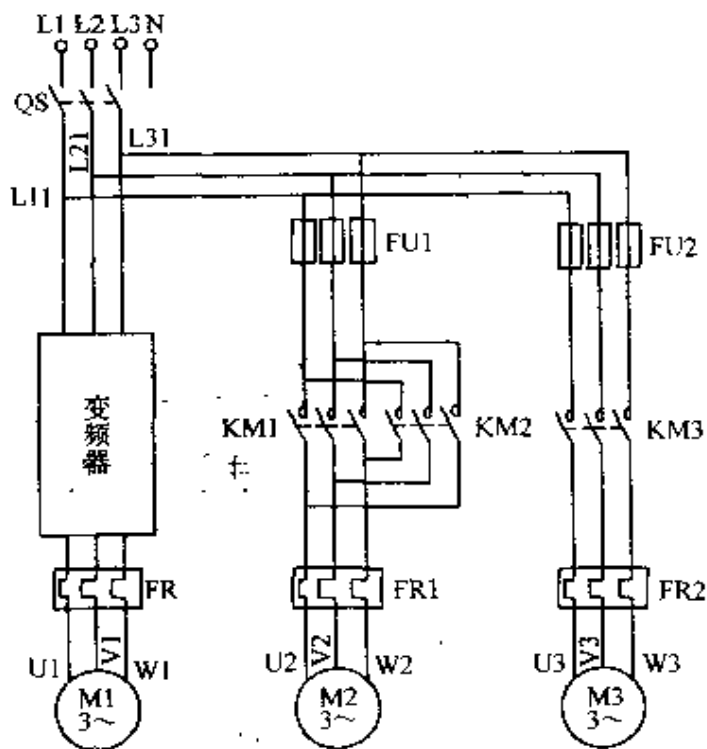 L1 L2 L3 N
QS
L21
L31
L11
FU1
FU2
变频器
KM1
KM2
KM3
FR
FR1
FR2
U1
V1
W1
U2
V2
W2
U3
V3
W3
M1
3～
M2
3～
M3
3～